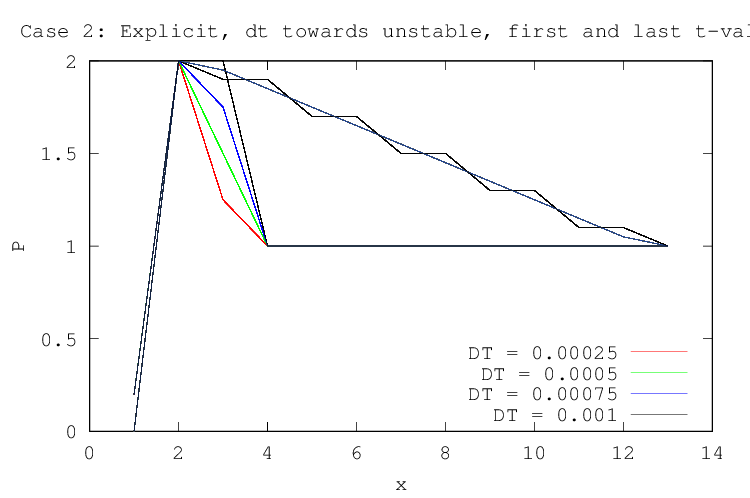 Case 2: Explicit, dt towards unstable, first and last t-val
2
1.5
P
1
0.5
0
DT = 0.00025
DT = 0.0005
DT = 0.00075
DT = 0.001
0 2 4 6 8 10 12 14
x